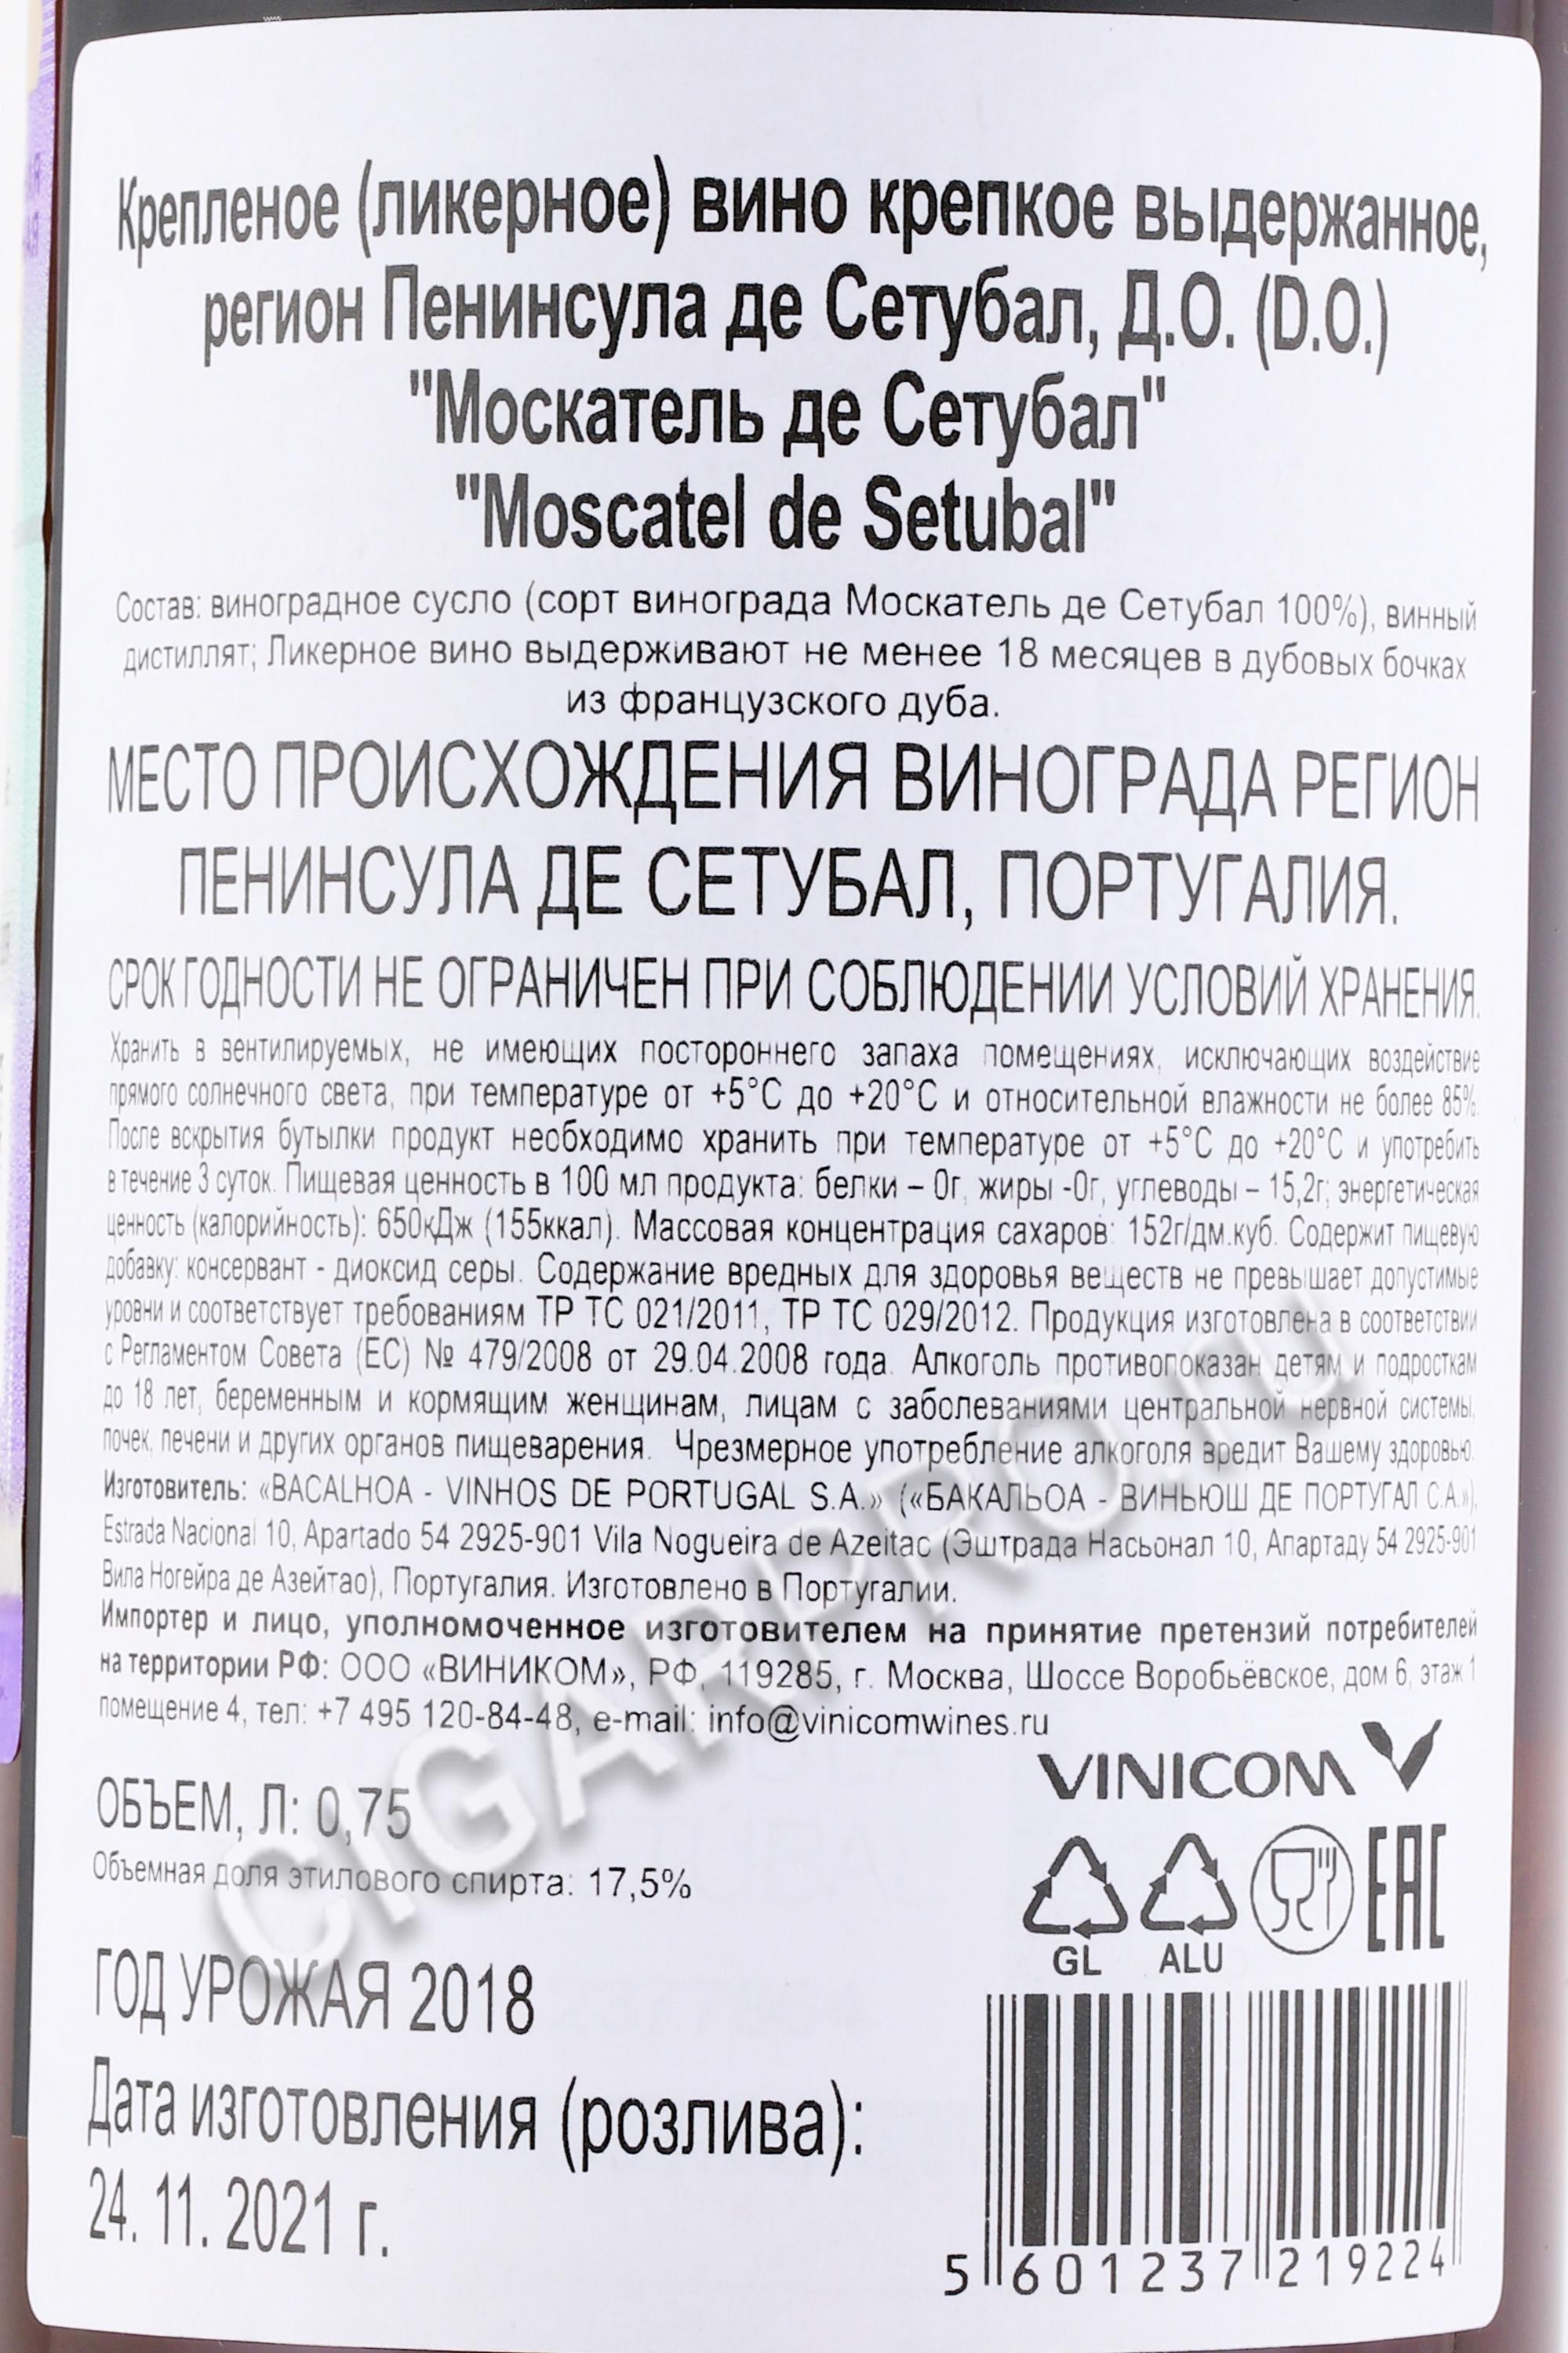 Крепленое (ликерное) вино крепкое выдержанное,
регион Пенинсула де Сетубал, Д.О. (D.O.)
"Москатель де Сетубал"
"Moscatel de Setubal"
Состав: виноградное сусло (сорт винограда Москатель де Сетубал 100%), винный
дистиллят; Ликерное вино выдерживают не менее 18 месяцев в дубовых бочках
из французского дуба.
МЕСТО ПРОИСХОЖДЕНИЯ ВИНОГРАДА РЕГИОН
ПЕНИНСУЛА ДЕ СЕТУБАЛ, ПОРТУГАЛИЯ.
СРОК ГОДНОСТИ НЕ ОГРАНИЧЕН ПРИ СОБЛЮДЕНИИ УСЛОВИЙ ХРАНЕНИЯ.
Хранить в вентилируемых, не имеющих постороннего запаха помещениях, исключающих воздействие
прямого солнечного света, при температуре от +5°С до +20°С и относительной влажности не более 85%.
После вскрытия бутылки продукт необходимо хранить при температуре от +5°С до +20°С и употребить
в течение 3 суток. Пищевая ценность в 100 мл продукта: белки – 0г, жиры -0г, углеводы – 15,2г; энергетическая
ценность (калорийность): 650кДж (155ккал). Массовая концентрация сахаров: 152г/дм.куб. Содержит пищевую
добавку: консервант - диоксид серы. Содержание вредных для здоровья веществ не превышает допустимые
уровни и соответствует требованиям ТР ТС 021/2011, ТР ТС 029/2012. Продукция изготовлена в соответствии
с Регламентом Совета (ЕС) № 479/2008 от 29.04.2008 года. Алкоголь противопоказан детям и подросткам
до 18 лет, беременным и кормящим женщинам, лицам с заболеваниями центральной нервной системы,
почек, печени и других органов пищеварения. Чрезмерное употребление алкоголя вредит Вашему здоровью.
Изготовитель: «BACALHOA - VINHOS DE PORTUGAL S.A.» («БАКАЛЬОА - ВИНЬЮШ ДЕ ПОРТУГАЛ С.А.»),
Estrada Nacional 10, Apartado 54 2925-901 Vila Nogueira de Azeitac (Эштрада Насьонал 10, Апартаду 54 2925-901
Вила Ногейра де Азейтао), Португалия. Изготовлено в Португалии.
Импортер и лицо, уполномоченное изготовителем на принятие претензий потребителей
на территории РФ: ООО «ВИНИКОМ», РФ, 119285, г. Москва, Шоссе Воробьёвское, дом 6, этаж 1
помещение 4, тел: +7 495 120-84-48, e-mail: info@vinicomwines.ru
VINICOM
ОБЪЕМ, Л: 0,75
Объемная доля этилового спирта: 17,5%
GL ALU EAC
ГОД УРОЖАЯ 2018
Дата изготовления (розлива):
24. 11. 2021 г.
5 601237 219224
CIGARPRO.ru